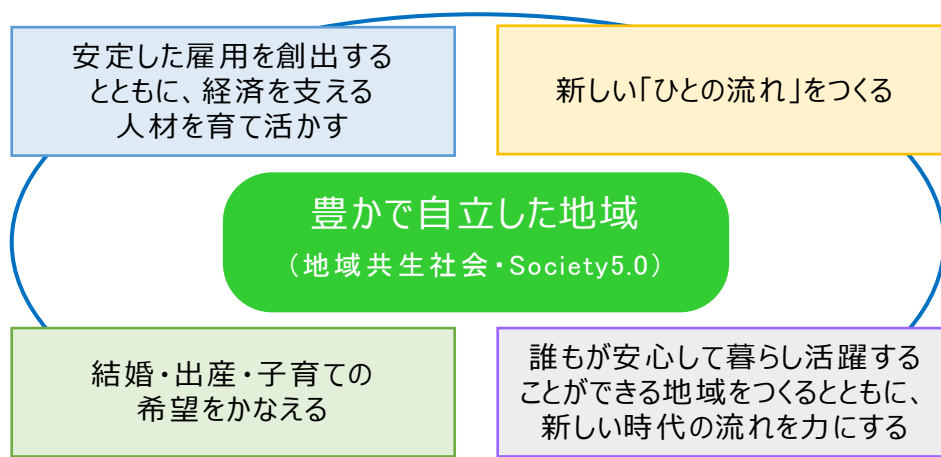 安定した雇用を創出する
とともに、経済を支える
人材を育て活かす
新しい「ひとの流れ」をつくる
豊かで自立した地域
（地域共生社会・Society5.0）
結婚・出産・子育ての
希望をかなえる
誰もが安心して暮らし活躍する
ことができる地域をつくるとともに、
新しい時代の流れを力にする